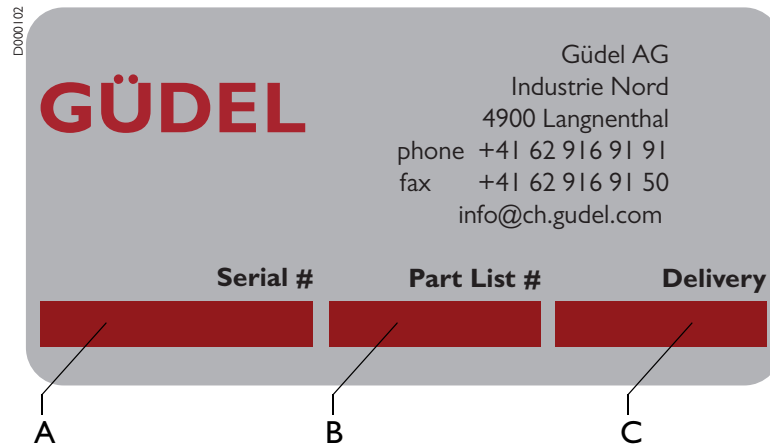 D000102
GÜDEL
Güdel AG
Industrie Nord
4900 Langnenthal
phone +41 62 916 91 91
fax +41 62 916 91 50
info@ch.gudel.com
Serial # Part List # Delivery
A B C